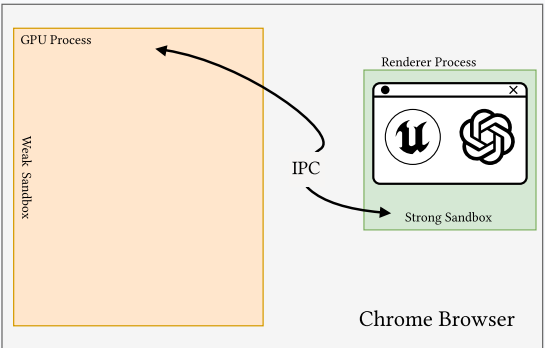 GPU Process
Renderer Process
Weak Sandbox
IPC
Strong Sandbox
Chrome Browser